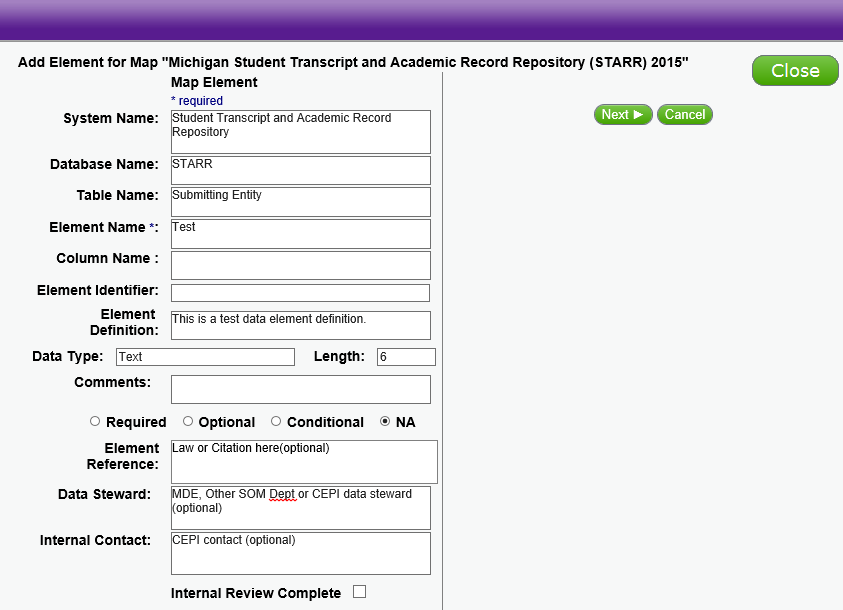 Add Element for Map "Michigan Student Transcript and Academic Record Repository (STARR) 2015"
Close
Map Element
* required
Next ▶ Cancel
System Name: Student Transcript and Academic Record
Repository
Database Name: STARR
Table Name: Submitting Entity
Element Name *: Test
Column Name :
Element Identifier:
Element
Definition: This is a test data element definition.
Data Type: Text Length: 6
Comments:
Required Optional Conditional NA
Element
Reference: Law or Citation here(optional)
Data Steward: MDE, Other SOM Dept or CEPI data steward
(optional)
Internal Contact: CEPI contact (optional)
Internal Review Complete